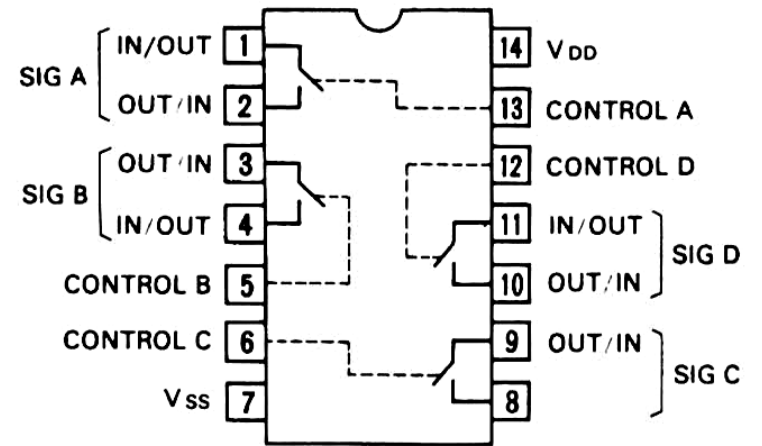 SIG A
IN/OUT 1
OUT/IN 2
SIG B
OUT/IN 3
IN/OUT 4
CONTROL B 5
CONTROL C 6
Vss 7
14 VDD
13 CONTROL A
12 CONTROL D
11 IN/OUT
10 OUT/IN
SIG D
9 OUT/IN
8
SIG C